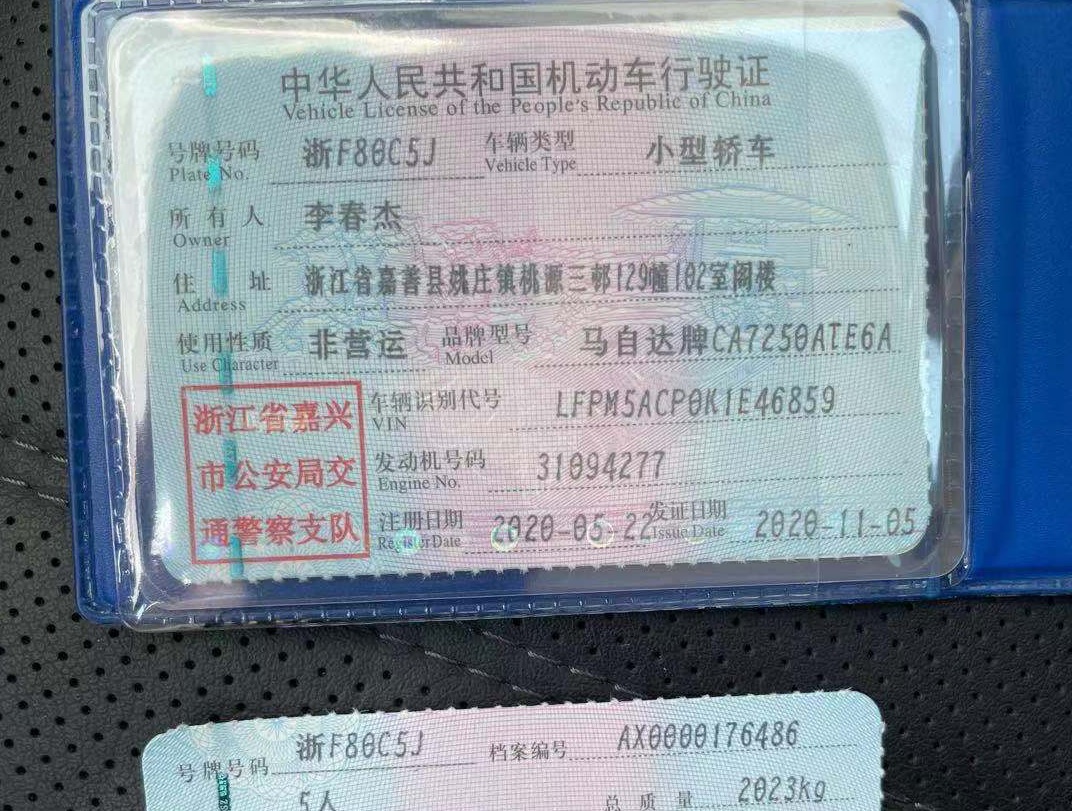 中华人民共和国机动车行驶证
Vehicle License of the People's Republic of China
号牌号码 浙F80C5J 车辆类型 小型轿车
Plate No. Vehicle Type
所有人 李春杰
Owner
住址 浙江省嘉善县姚庄镇桃源三邨129幢102室阁楼
Address
使用性质 非营运 品牌型号 马自达牌CA7250ATE6A
Use Character Model
浙江省嘉兴
市公安局交
通警察支队
车辆识别代号 LFPM5ACP0K1E46859
VIN
发动机号码 31094277
Engine No.
注册日期 2020-05-22 发证日期 2020-11-05
Register Date Issue Date
号牌号码 浙F80C5J 档案编号 AX0000176486
5人 总质量 2023kg